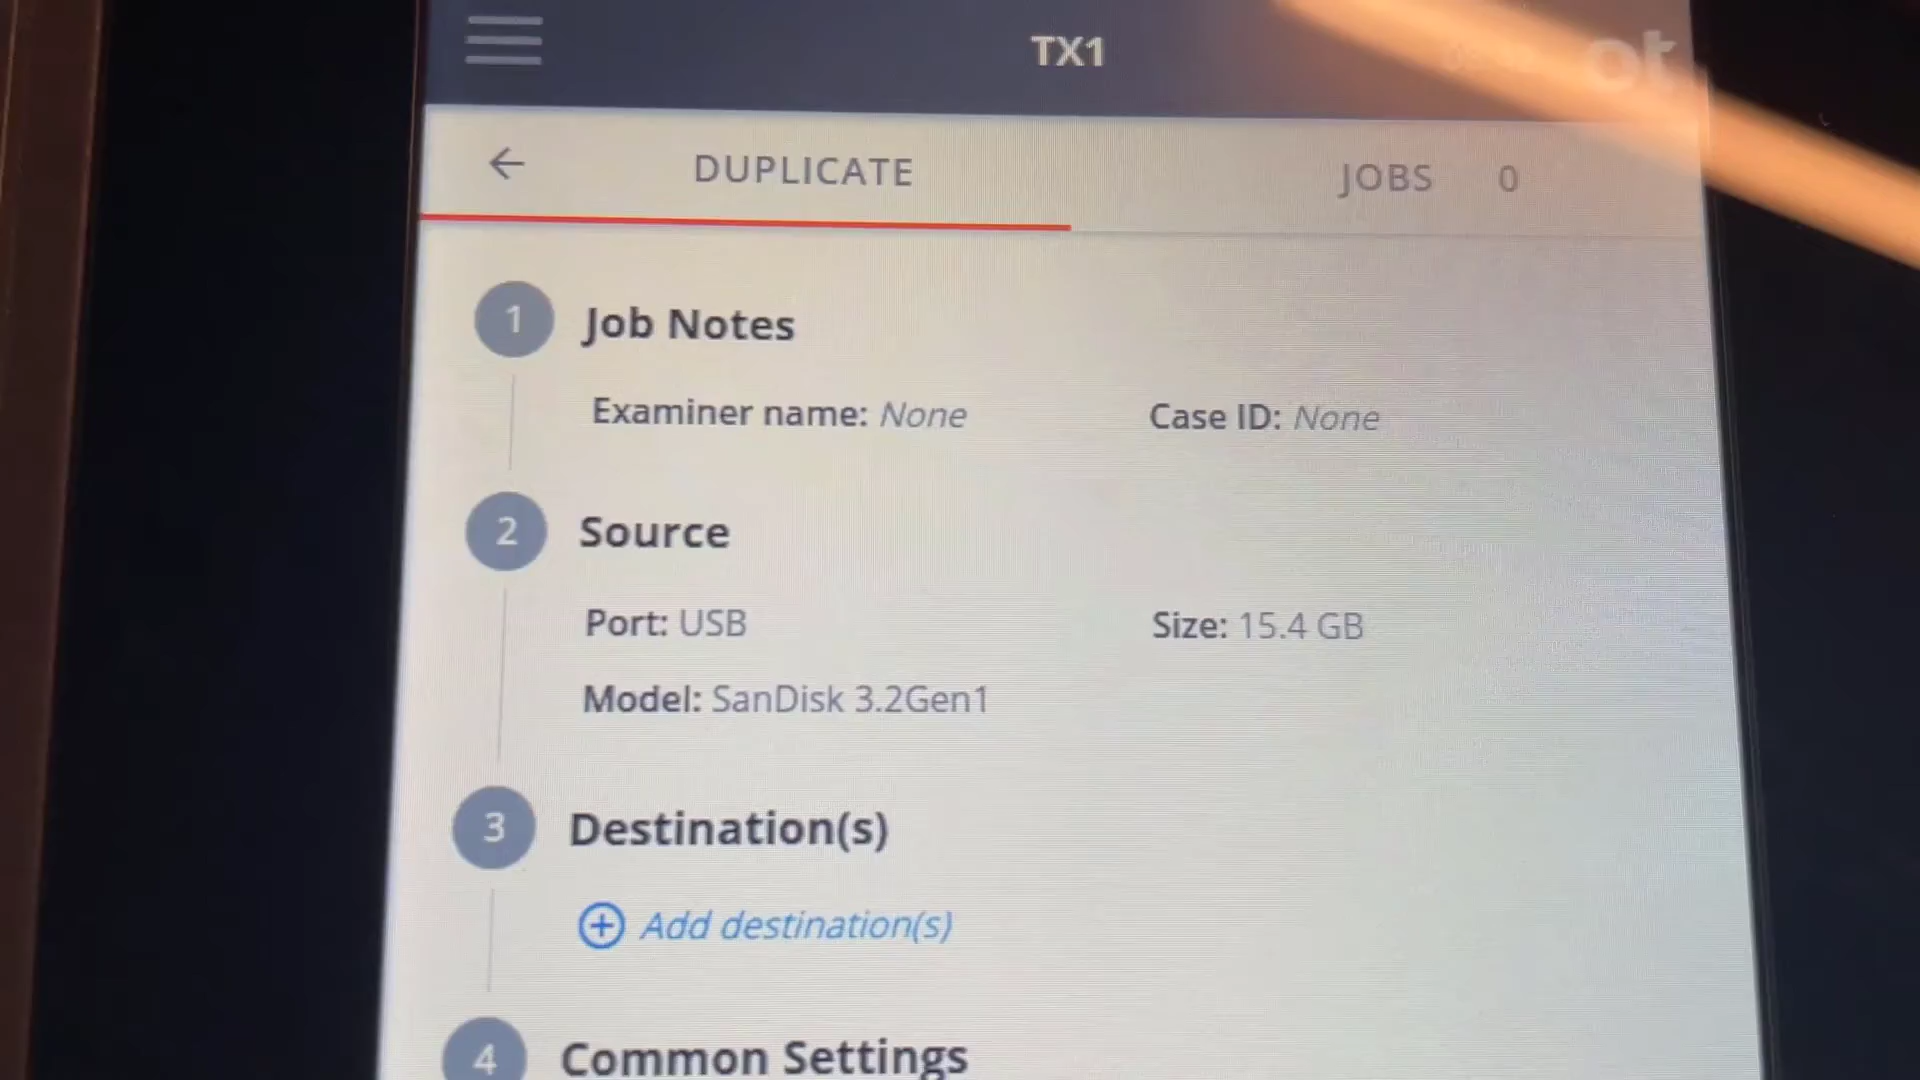 TX1
ot
DUPLICATE
JOBS 0
1 Job Notes
Examiner name: None Case ID: None
2 Source
Port: USB Size: 15.4 GB
Model: SanDisk 3.2Gen1
3 Destination(s)
Add destination(s)
4 Common Settings